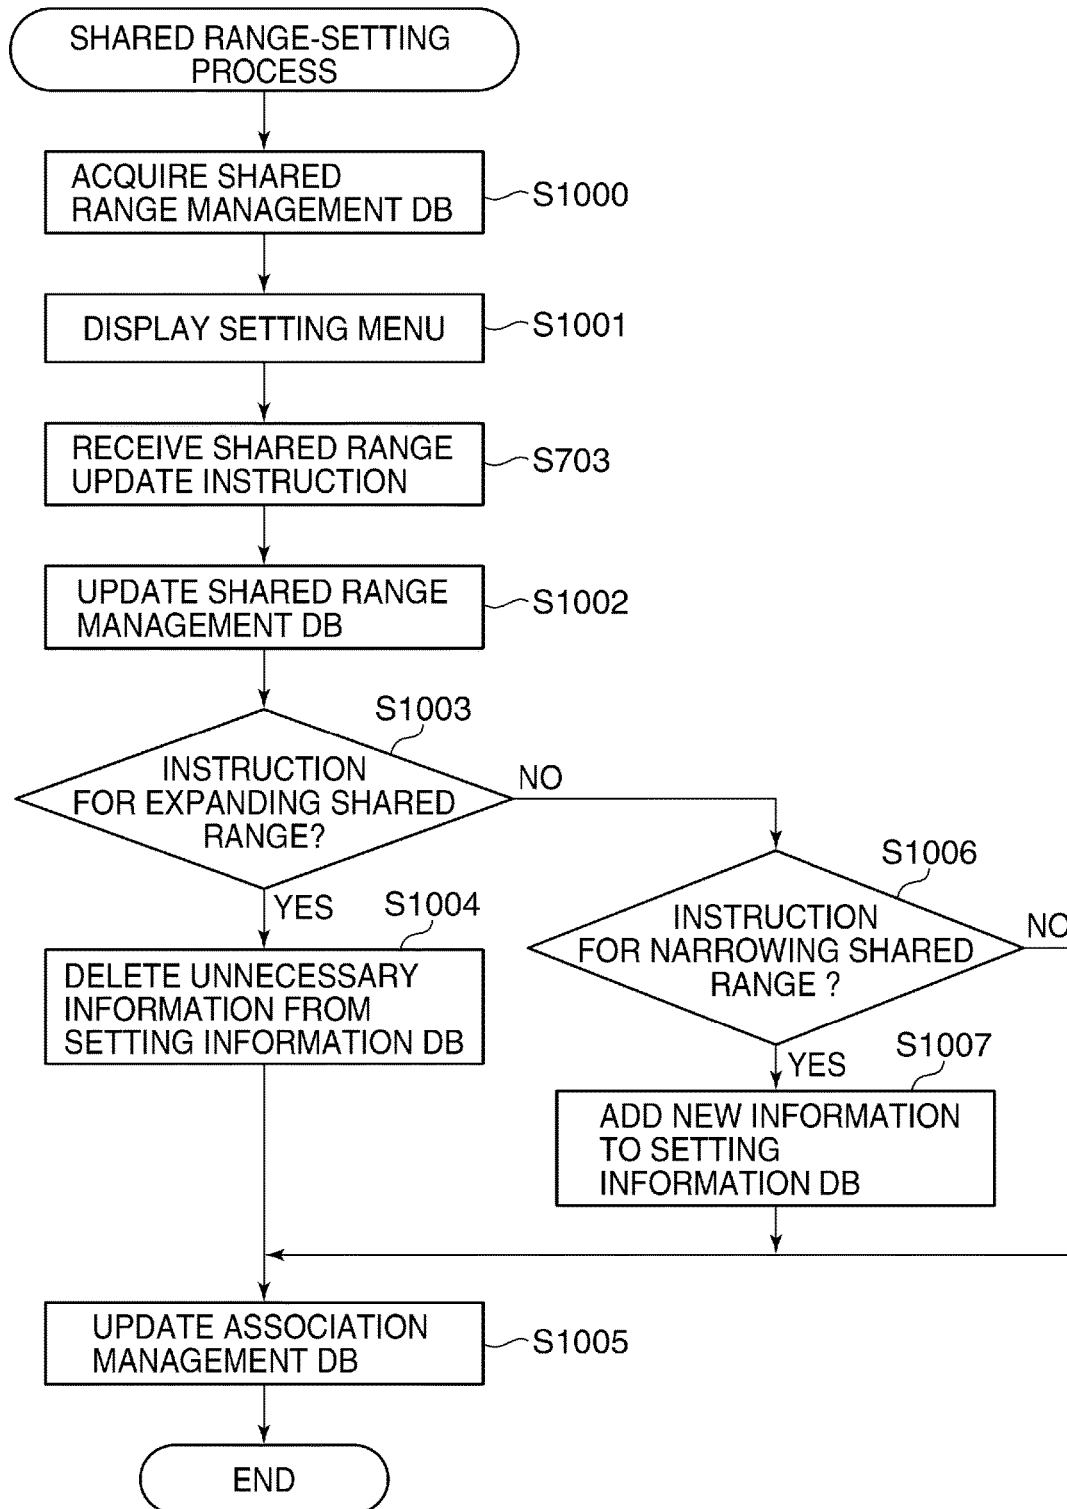 SHARED RANGE-SETTING
PROCESS
ACQUIRE SHARED
RANGE MANAGEMENT DB
S1000
DISPLAY SETTING MENU
S1001
RECEIVE SHARED RANGE
UPDATE INSTRUCTION
S703
UPDATE SHARED RANGE
MANAGEMENT DB
S1002
S1003
INSTRUCTION
FOR EXPANDING SHARED
RANGE?
NO
YES
S1004
DELETE UNNECESSARY
INFORMATION FROM
SETTING INFORMATION DB
S1006
INSTRUCTION
FOR NARROWING SHARED
RANGE ?
NO
YES
S1007
ADD NEW INFORMATION
TO SETTING
INFORMATION DB
UPDATE ASSOCIATION
MANAGEMENT DB
S1005
END